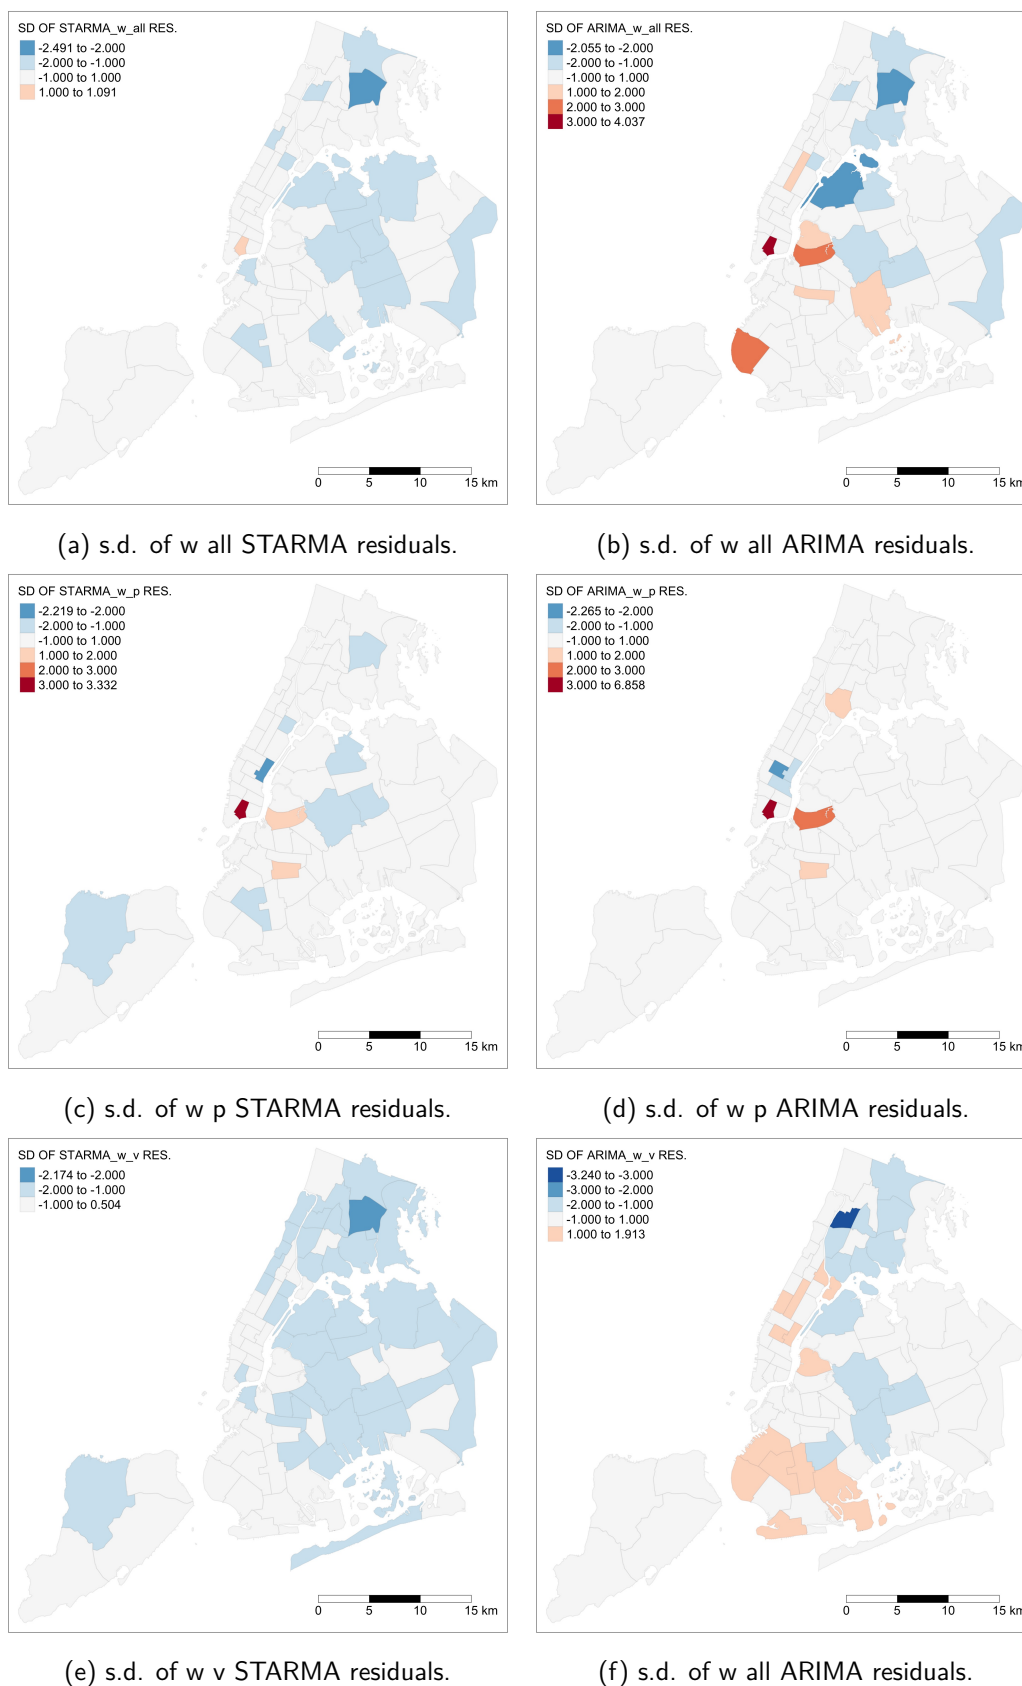 SD OF STARMA_w_all RES.
-2.491 to -2.000
-2.000 to -1.000
-1.000 to 1.000
1.000 to 1.091
0 5 10 15 km
SD OF ARIMA_w_all RES.
-2.055 to -2.000
-2.000 to -1.000
-1.000 to 1.000
1.000 to 2.000
2.000 to 3.000
3.000 to 4.037
0 5 10 15 km
(a) s.d. of w all STARMA residuals.
(b) s.d. of w all ARIMA residuals.
SD OF STARMA_w_p RES.
-2.219 to -2.000
-2.000 to -1.000
-1.000 to 1.000
1.000 to 2.000
2.000 to 3.000
3.000 to 3.332
0 5 10 15 km
SD OF ARIMA_w_p RES.
-2.265 to -2.000
-2.000 to -1.000
-1.000 to 1.000
1.000 to 2.000
2.000 to 3.000
3.000 to 6.858
0 5 10 15 km
(c) s.d. of w p STARMA residuals.
(d) s.d. of w p ARIMA residuals.
SD OF STARMA_w_v RES.
-2.174 to -2.000
-2.000 to -1.000
-1.000 to 0.504
0 5 10 15 km
SD OF ARIMA_w_v RES.
-3.240 to -3.000
-3.000 to -2.000
-2.000 to -1.000
-1.000 to 1.000
1.000 to 1.913
0 5 10 15 km
(e) s.d. of w v STARMA residuals.
(f) s.d. of w all ARIMA residuals.